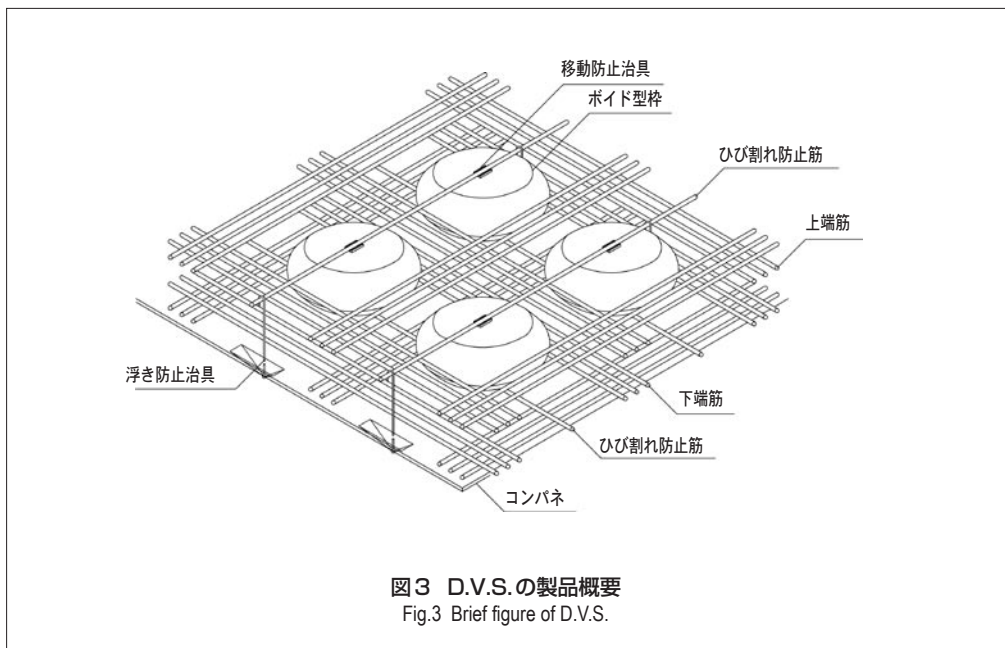 移動防止治具
ボイド型枠
ひび割れ防止筋
上端筋
浮き防止治具
下端筋
ひび割れ防止筋
コンパネ
図3 D.V.S.の製品概要
Fig.3 Brief figure of D.V.S.